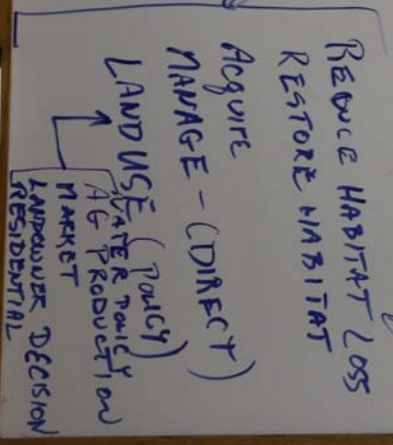 REDUCE HABITAT LOSS
RESTORE HABITAT
Acquire
MANAGE - (DIRECT)
LANDUSE (POLICY)
WATER POLICY
AG PRODUCTION
MARKET
LANDOWNER DECISION
RESIDENTIAL